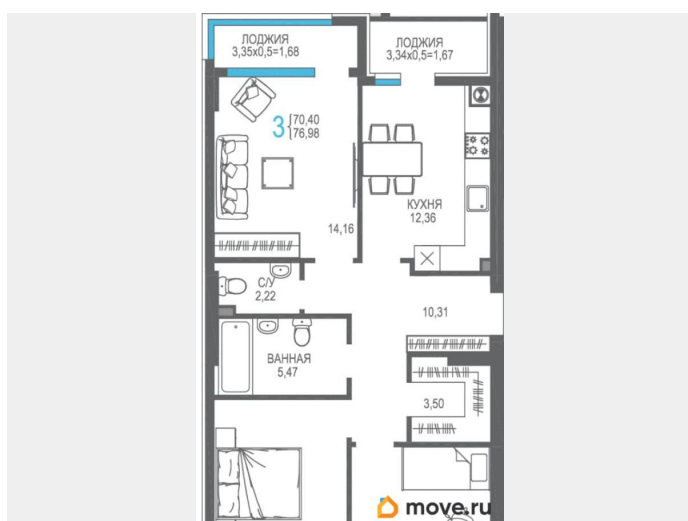 ЛОДЖИЯ
3,35х0,5=1,68
ЛОДЖИЯ
3,34х0,5=1,67
3 {70,40
76,98
КУХНЯ
12,36
14,16
С/У
2,22
10,31
ВАННАЯ
5,47
3,50
move.ru